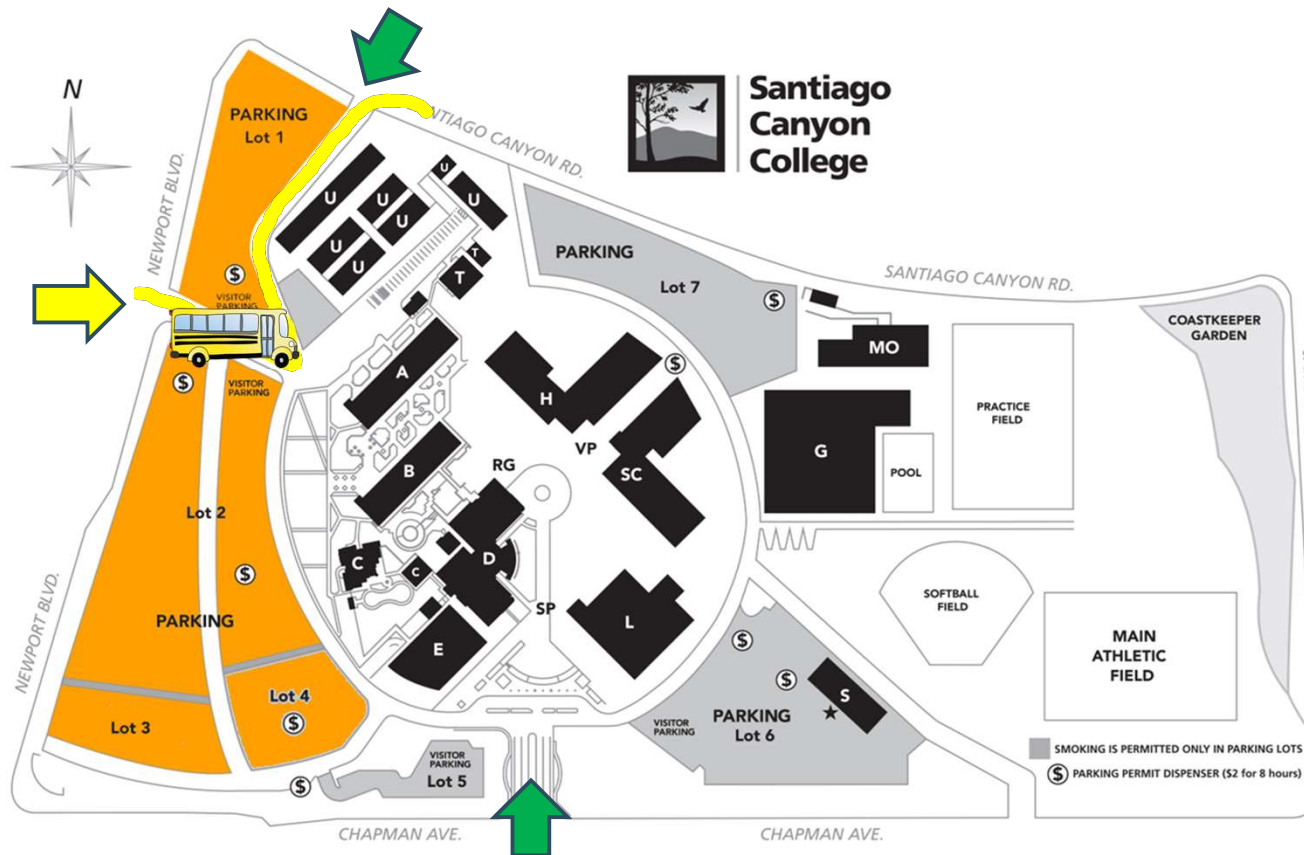 N
Santiago
Canyon
College
PARKING
Lot 1
NTIAGO CANYON RD.
NEWPORT BLVD.
$
VISITOR
PARKING
U
U
U
U
U
U
U
T
T
PARKING
Lot 7
$
SANTIAGO CANYON RD.
COASTKEEPER
GARDEN
MO
$
VISITOR
PARKING
A
H
$
PRACTICE
FIELD
G
POOL
VP
SC
RG
B
Lot 2
$
C
C
D
SOFTBALL
FIELD
PARKING
SP
L
E
MAIN
ATHLETIC
FIELD
NEWPORT BLVD.
Lot 4
$
Lot 3
$
$
S
VISITOR
PARKING
PARKING
Lot 6
VISITOR
PARKING
Lot 5
$
SMOKING IS PERMITTED ONLY IN PARKING LOTS
$ PARKING PERMIT DISPENSER ($2 for 8 hours)
CHAPMAN AVE.
CHAPMAN AVE.